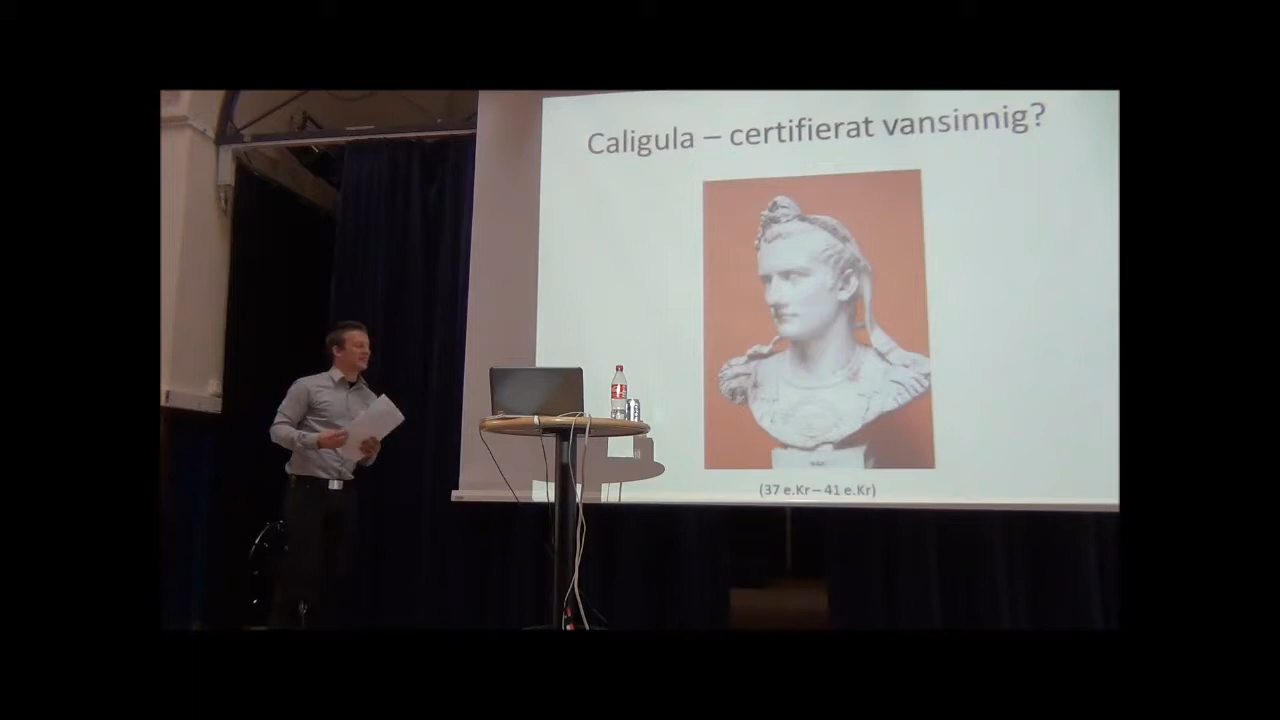 Caligula – certifierat vansinnig?
(37 e.Kr – 41 e.Kr)